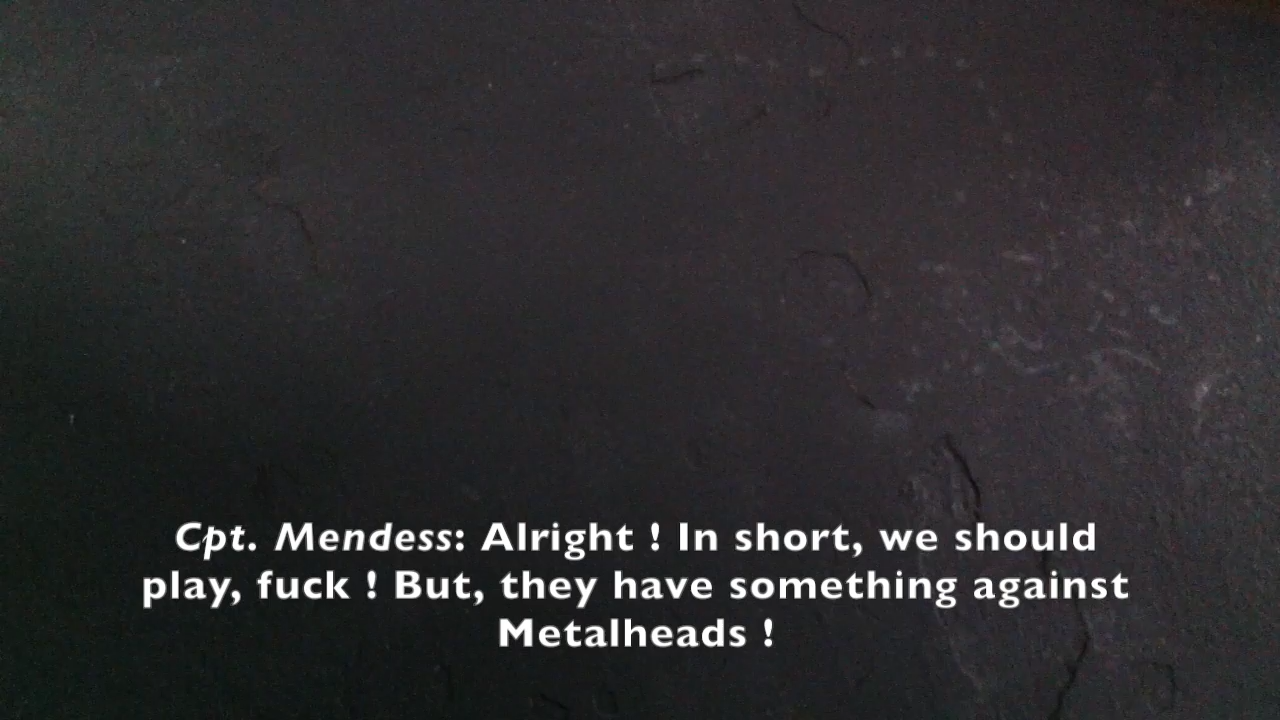 Cpt. Mendess: Alright ! In short, we should
play, fuck ! But, they have something against
Metalheads !